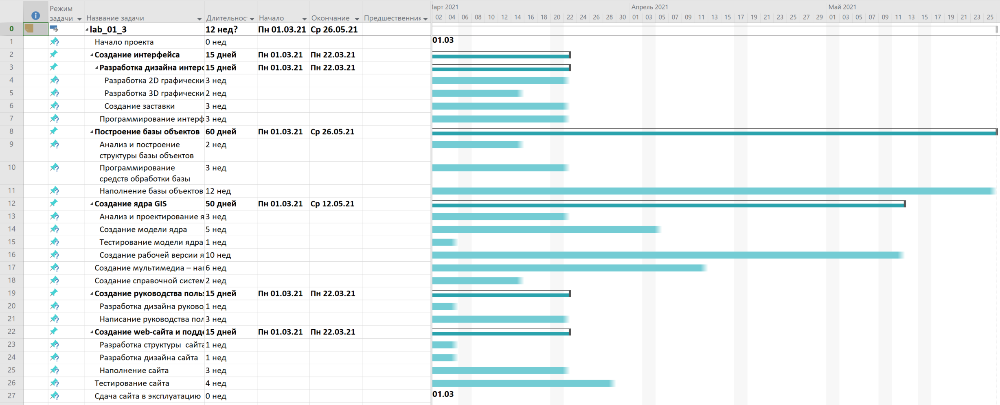 Режим задачи Название задачи Длительнос Начало Окончание Предшественник
март 2021 Апрель 2021 Май 2021
02 04 06 08 10 12 14 16 18 20 22 24 26 28 30 01 03 05 07 09 11 13 15 17 19 21 23 25 27 29 01 03 05 07 09 11 13 15 17 19 21 23 25
0 lab_01_3 12 нед? Пн 01.03.21 Ср 26.05.21
1 Начало проекта 0 нед 01.03
2 Создание интерфейса 15 дней Пн 01.03.21 Пн 22.03.21
3 Разработка дизайна интерс 15 дней Пн 01.03.21 Пн 22.03.21
4 Разработка 2D графически 3 нед
5 Разработка 3D графически 2 нед
6 Создание заставки 3 нед
7 Программирование интерф 3 нед
8 Построение базы объектов 60 дней Пн 01.03.21 Ср 26.05.21
9 Анализ и построение 2 нед
структуры базы объектов
10 Программирование 3 нед
средств обработки базы
11 Наполнение базы объектов 12 нед
12 Создание ядра GIS 50 дней Пн 01.03.21 Ср 12.05.21
13 Анализ и проектирование я 3 нед
14 Создание модели ядра 5 нед
15 Тестирование модели ядра 1 нед
16 Создание рабочей версии я 10 нед
17 Создание мультимедиа – нап 6 нед
18 Создание справочной систем 2 нед
19 Создание руководства польз 15 дней Пн 01.03.21 Пн 22.03.21
20 Разработка дизайна руково 1 нед
21 Написание руководства пол 3 нед
22 Создание web-сайта и подде 15 дней Пн 01.03.21 Пн 22.03.21
23 Разработка структуры сайта 1 нед
24 Разработка дизайна сайта 1 нед
25 Наполнение сайта 3 нед
26 Тестирование сайта 4 нед
27 Сдача сайта в эксплуатацию 0 нед 01.03